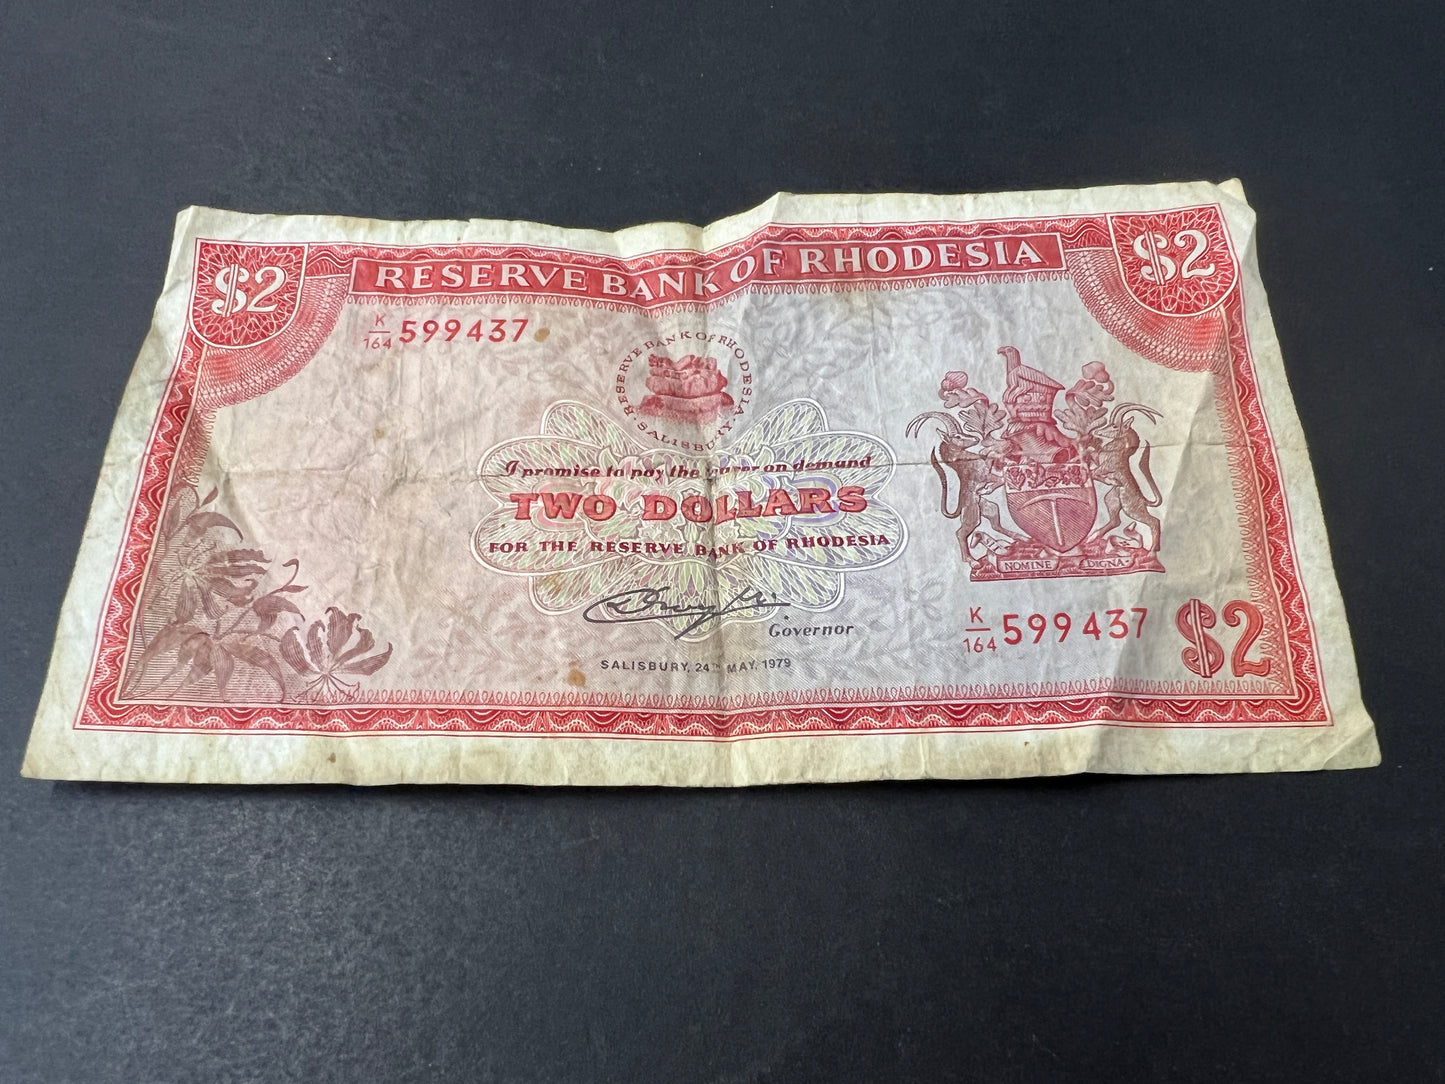 $2
RESERVE BANK OF RHODESIA
$2
K/164 599437
RESERVE BANK OF RHODESIA
· SALISBURY ·
I promise to pay the bearer on demand
TWO DOLLARS
FOR THE RESERVE BANK OF RHODESIA
Governor
SALISBURY, 24TH MAY, 1979
NOMINE DIGNA
K/164 599437
$2